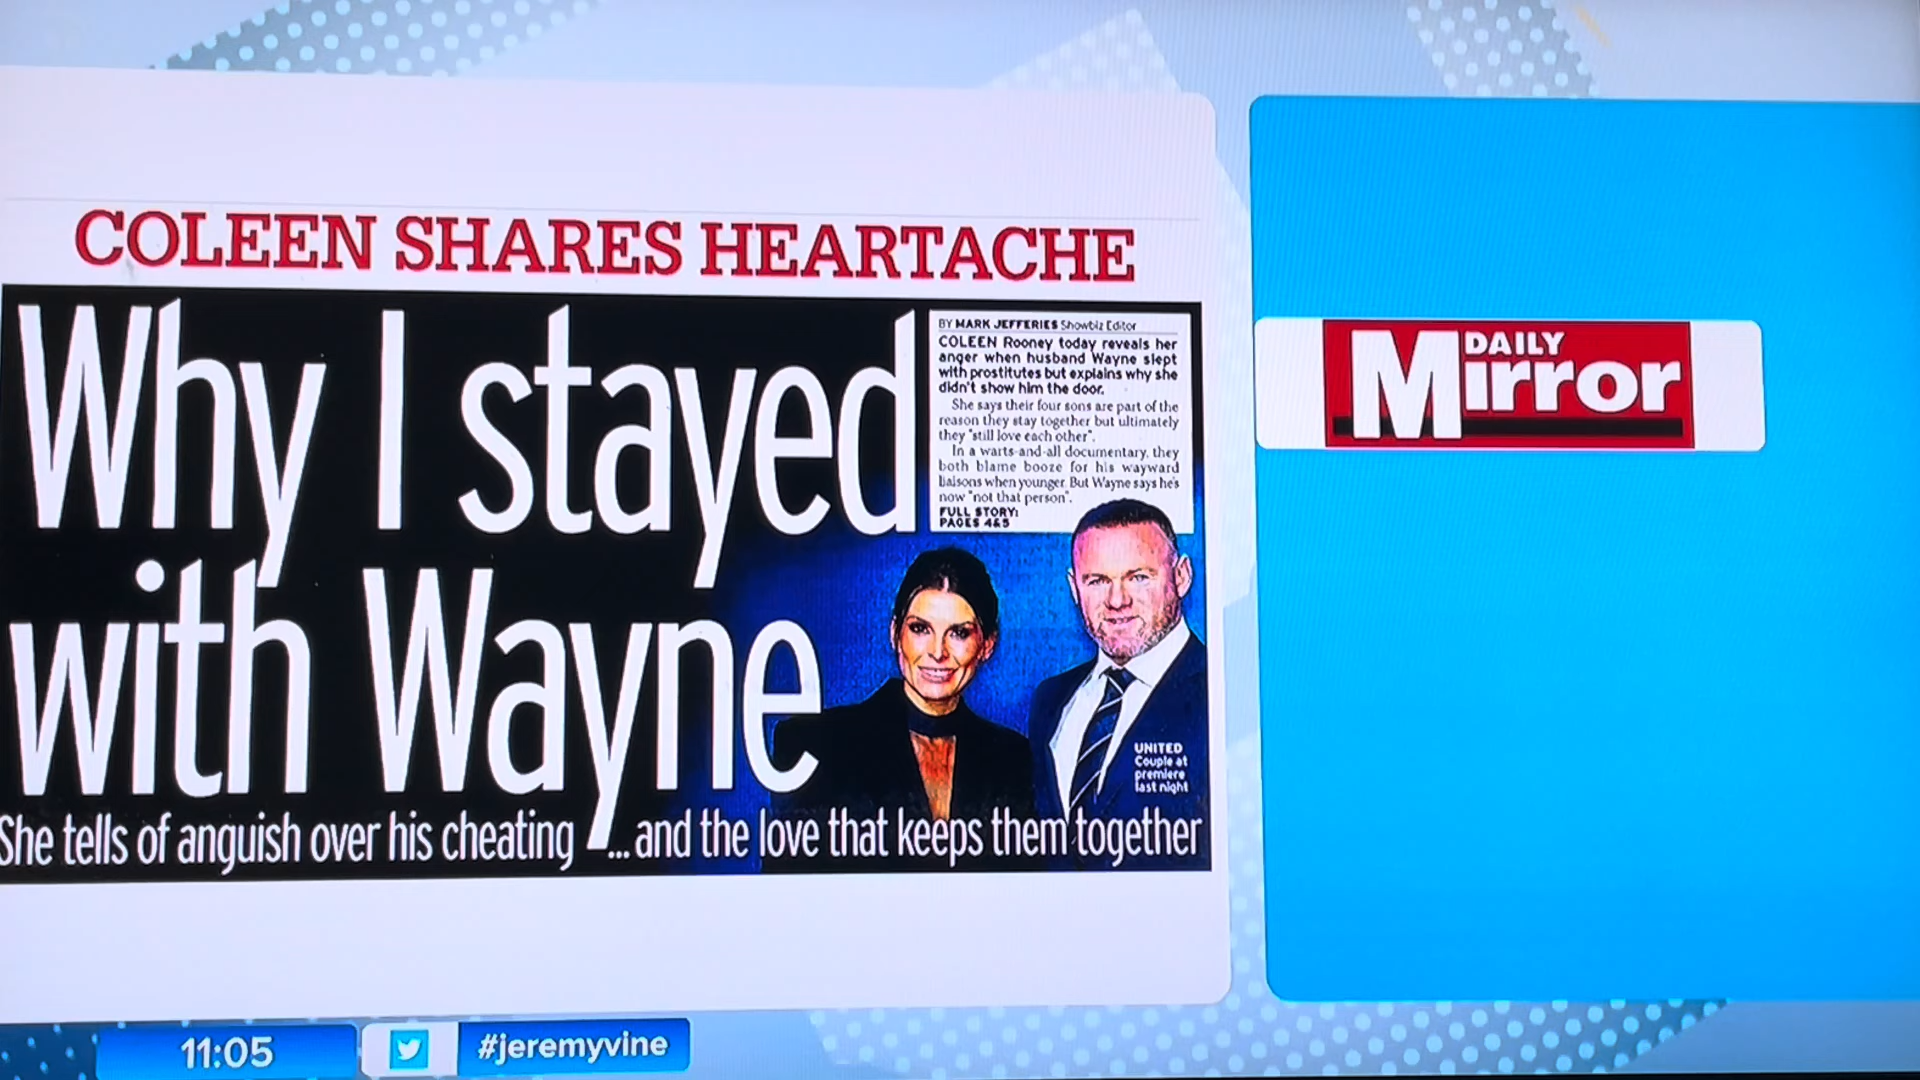 COLEEN SHARES HEARTACHE
Why I stayed
with Wayne
BY MARK JEFFERIES Showbiz Editor
COLEEN Rooney today reveals her
anger when husband Wayne slept
with prostitutes but explains why she
didn't show him the door.
She says their four sons are part of the
reason they stay together but ultimately
they "still love each other".
In a warts-and-all documentary, they
both blame booze for his wayward
liaisons when younger. But Wayne says he's
now "not that person".
FULL STORY:
PAGES 4&5
UNITED
Couple at
premiere
last night
She tells of anguish over his cheating ...and the love that keeps them together
DAILY
Mirror
11:05
#jeremyvine